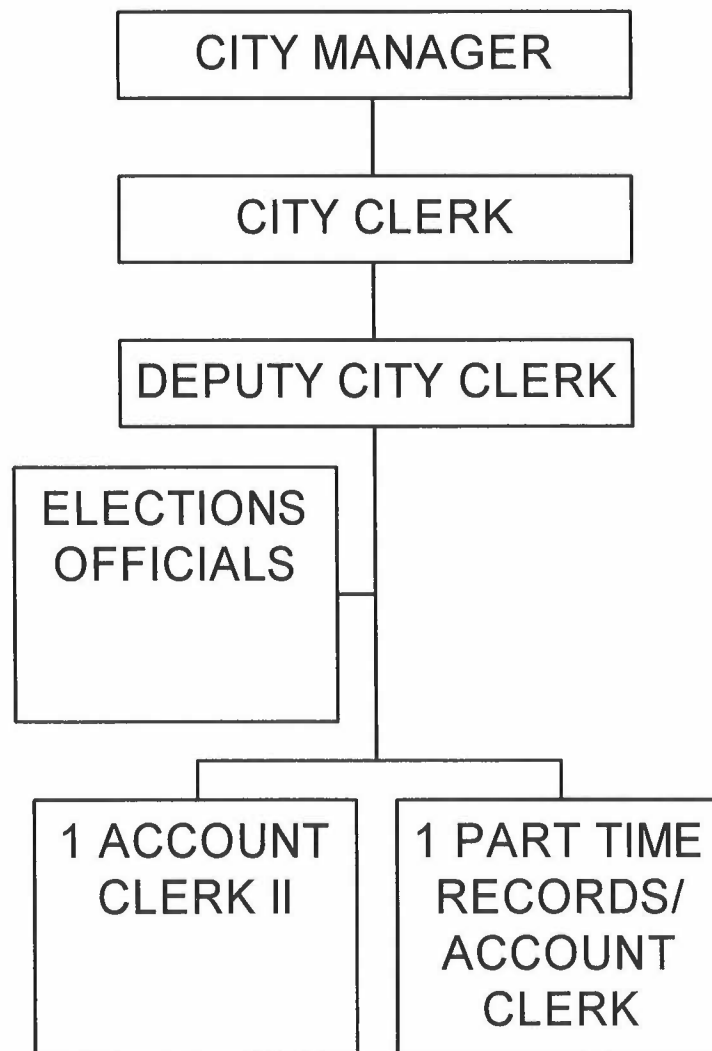 CITY MANAGER
CITY CLERK
DEPUTY CITY CLERK
ELECTIONS
OFFICIALS
1 ACCOUNT
CLERK II
1 PART TIME
RECORDS/
ACCOUNT
CLERK